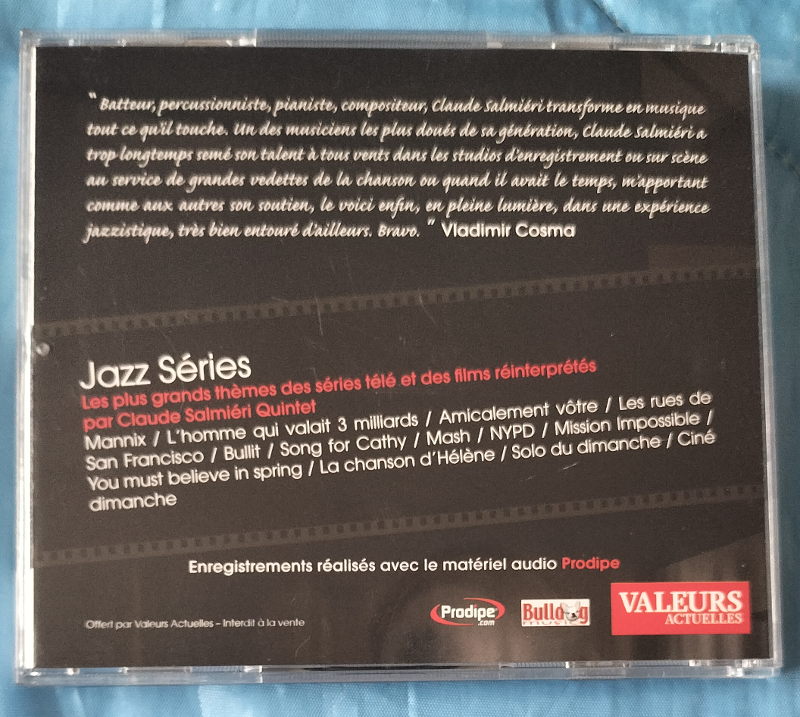 “ Batteur, percussionniste, pianiste, compositeur, Claude Salmiéri transforme en musique
tout ce qu'il touche. Un des musiciens les plus doués de sa génération, Claude Salmiéri a
trop longtemps semé son talent à tous vents dans les studios d'enregistrement ou sur scène
au service de grandes vedettes de la chanson ou quand il avait le temps, m'apportant
comme aux autres son soutien, le voici enfin, en pleine lumière, dans une expérience
jazzistique, très bien entouré d'ailleurs. Bravo. ” Vladimir Cosma
Jazz Séries
Les plus grands thèmes des séries télé et des films réinterprétés
par Claude Salmiéri Quintet
Mannix / L'homme qui valait 3 milliards / Amicalement vôtre / Les rues de
San Francisco / Bullit / Song for Cathy / Mash / NYPD / Mission Impossible /
You must believe in spring / La chanson d'Hélène / Solo du dimanche / Ciné
dimanche
Enregistrements réalisés avec le matériel audio Prodipe
Offert par Valeurs Actuelles – Interdit à la vente
Prodipe
.com
Bulldog
MUSIC
VALEURS
ACTUELLES